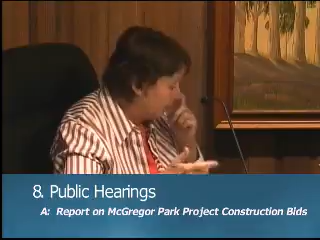 8. Public Hearings
A: Report on McGregor Park Project Construction Bids